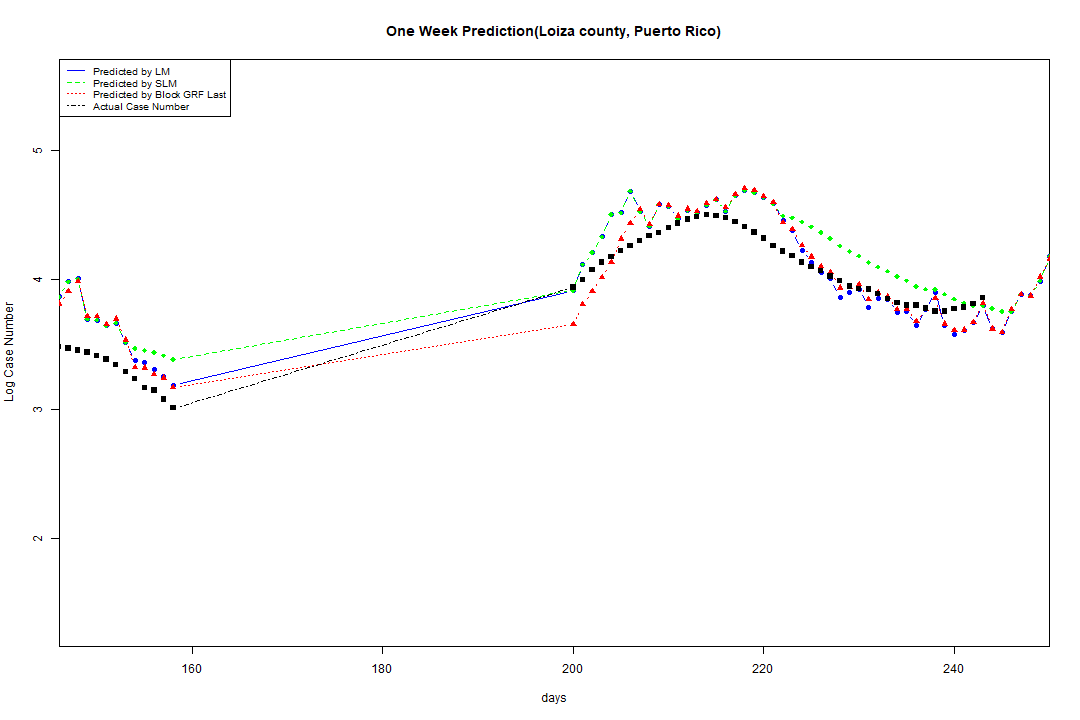 One Week Prediction(Loiza county, Puerto Rico)
Predicted by LM
Predicted by SLM
Predicted by Block GRF Last
Actual Case Number
5
4
3
2
Log Case Number
160 180 200 220 240
days